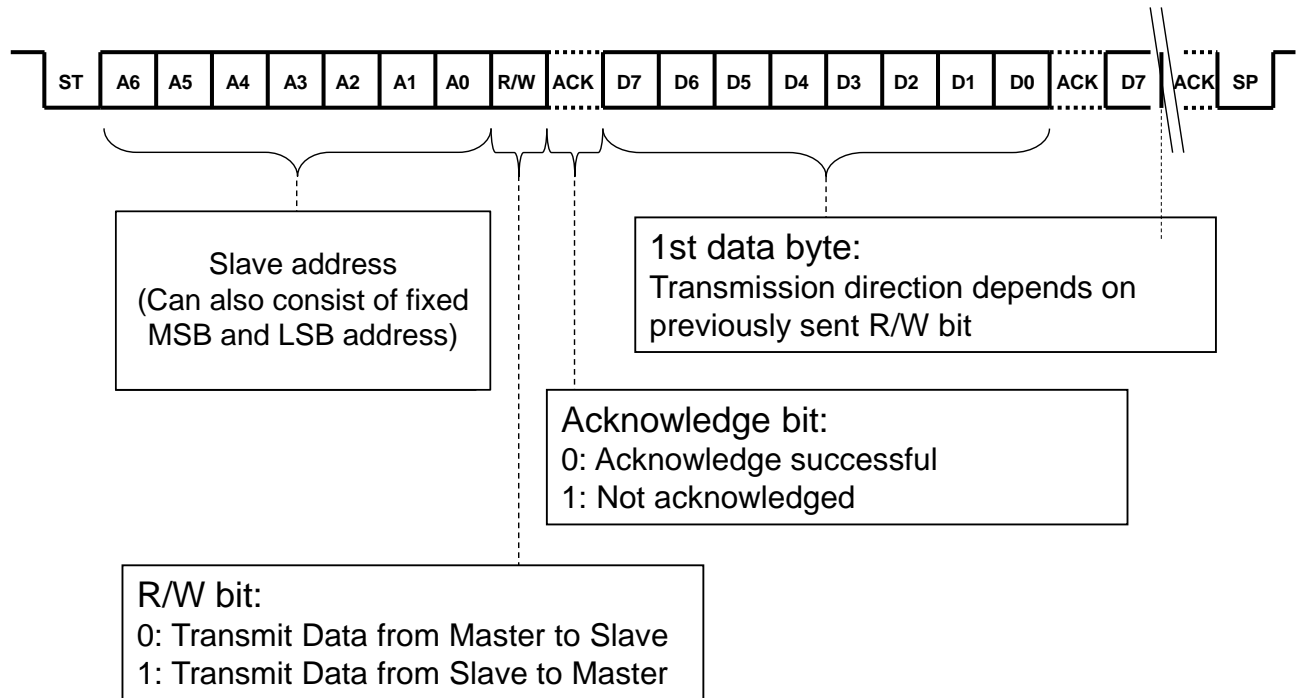 ST A6 A5 A4 A3 A2 A1 A0 R/W ACK D7 D6 D5 D4 D3 D2 D1 D0 ACK D7 ACK SP
Slave address
(Can also consist of fixed
MSB and LSB address)
1st data byte:
Transmission direction depends on
previously sent R/W bit
Acknowledge bit:
0: Acknowledge successful
1: Not acknowledged
R/W bit:
0: Transmit Data from Master to Slave
1: Transmit Data from Slave to Master